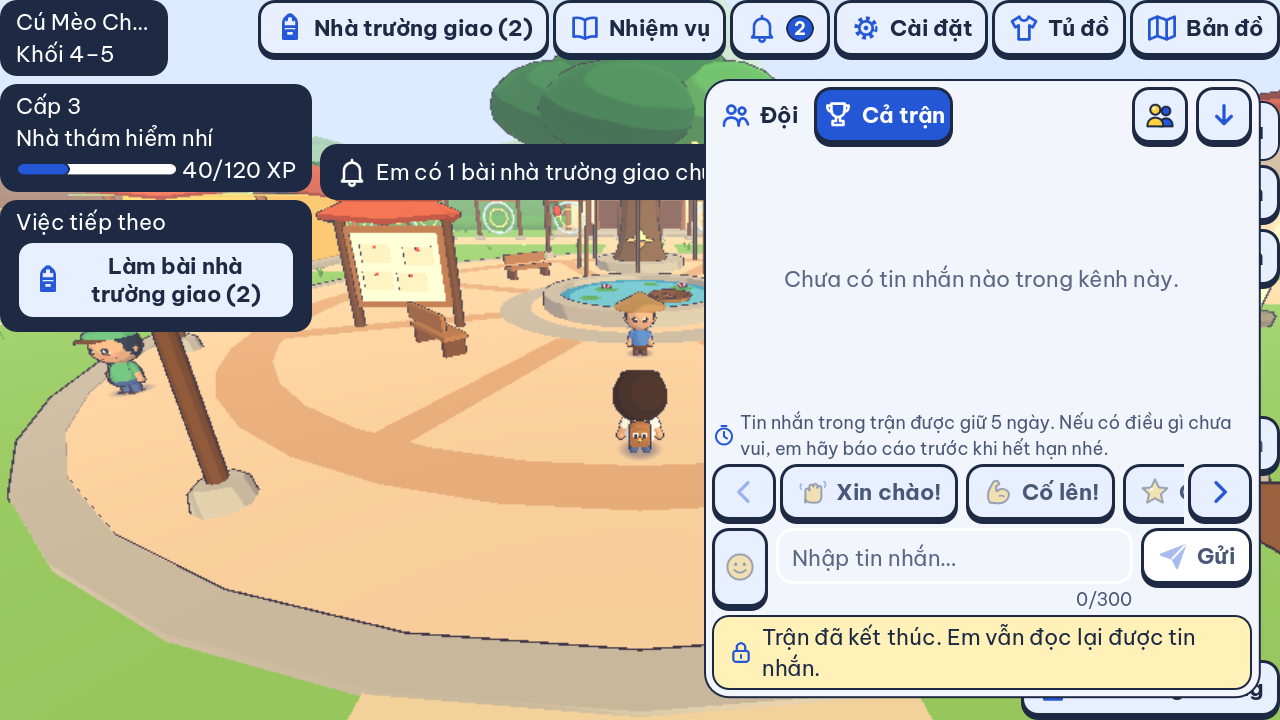 Cú Mèo Ch...
Khối 4–5
Nhà trường giao (2)
Nhiệm vụ
2
Cài đặt
Tủ đồ
Bản đồ
Cấp 3
Nhà thám hiểm nhí
40/120 XP
Việc tiếp theo
Làm bài nhà
trường giao (2)
Em có 1 bài nhà trường giao
Đội
Cả trận
Chưa có tin nhắn nào trong kênh này.
Tin nhắn trong trận được giữ 5 ngày. Nếu có điều gì chưa
vui, em hãy báo cáo trước khi hết hạn nhé.
Xin chào!
Cố lên!
Nhập tin nhắn...
Gửi
0/300
Trận đã kết thúc. Em vẫn đọc lại được tin
nhắn.